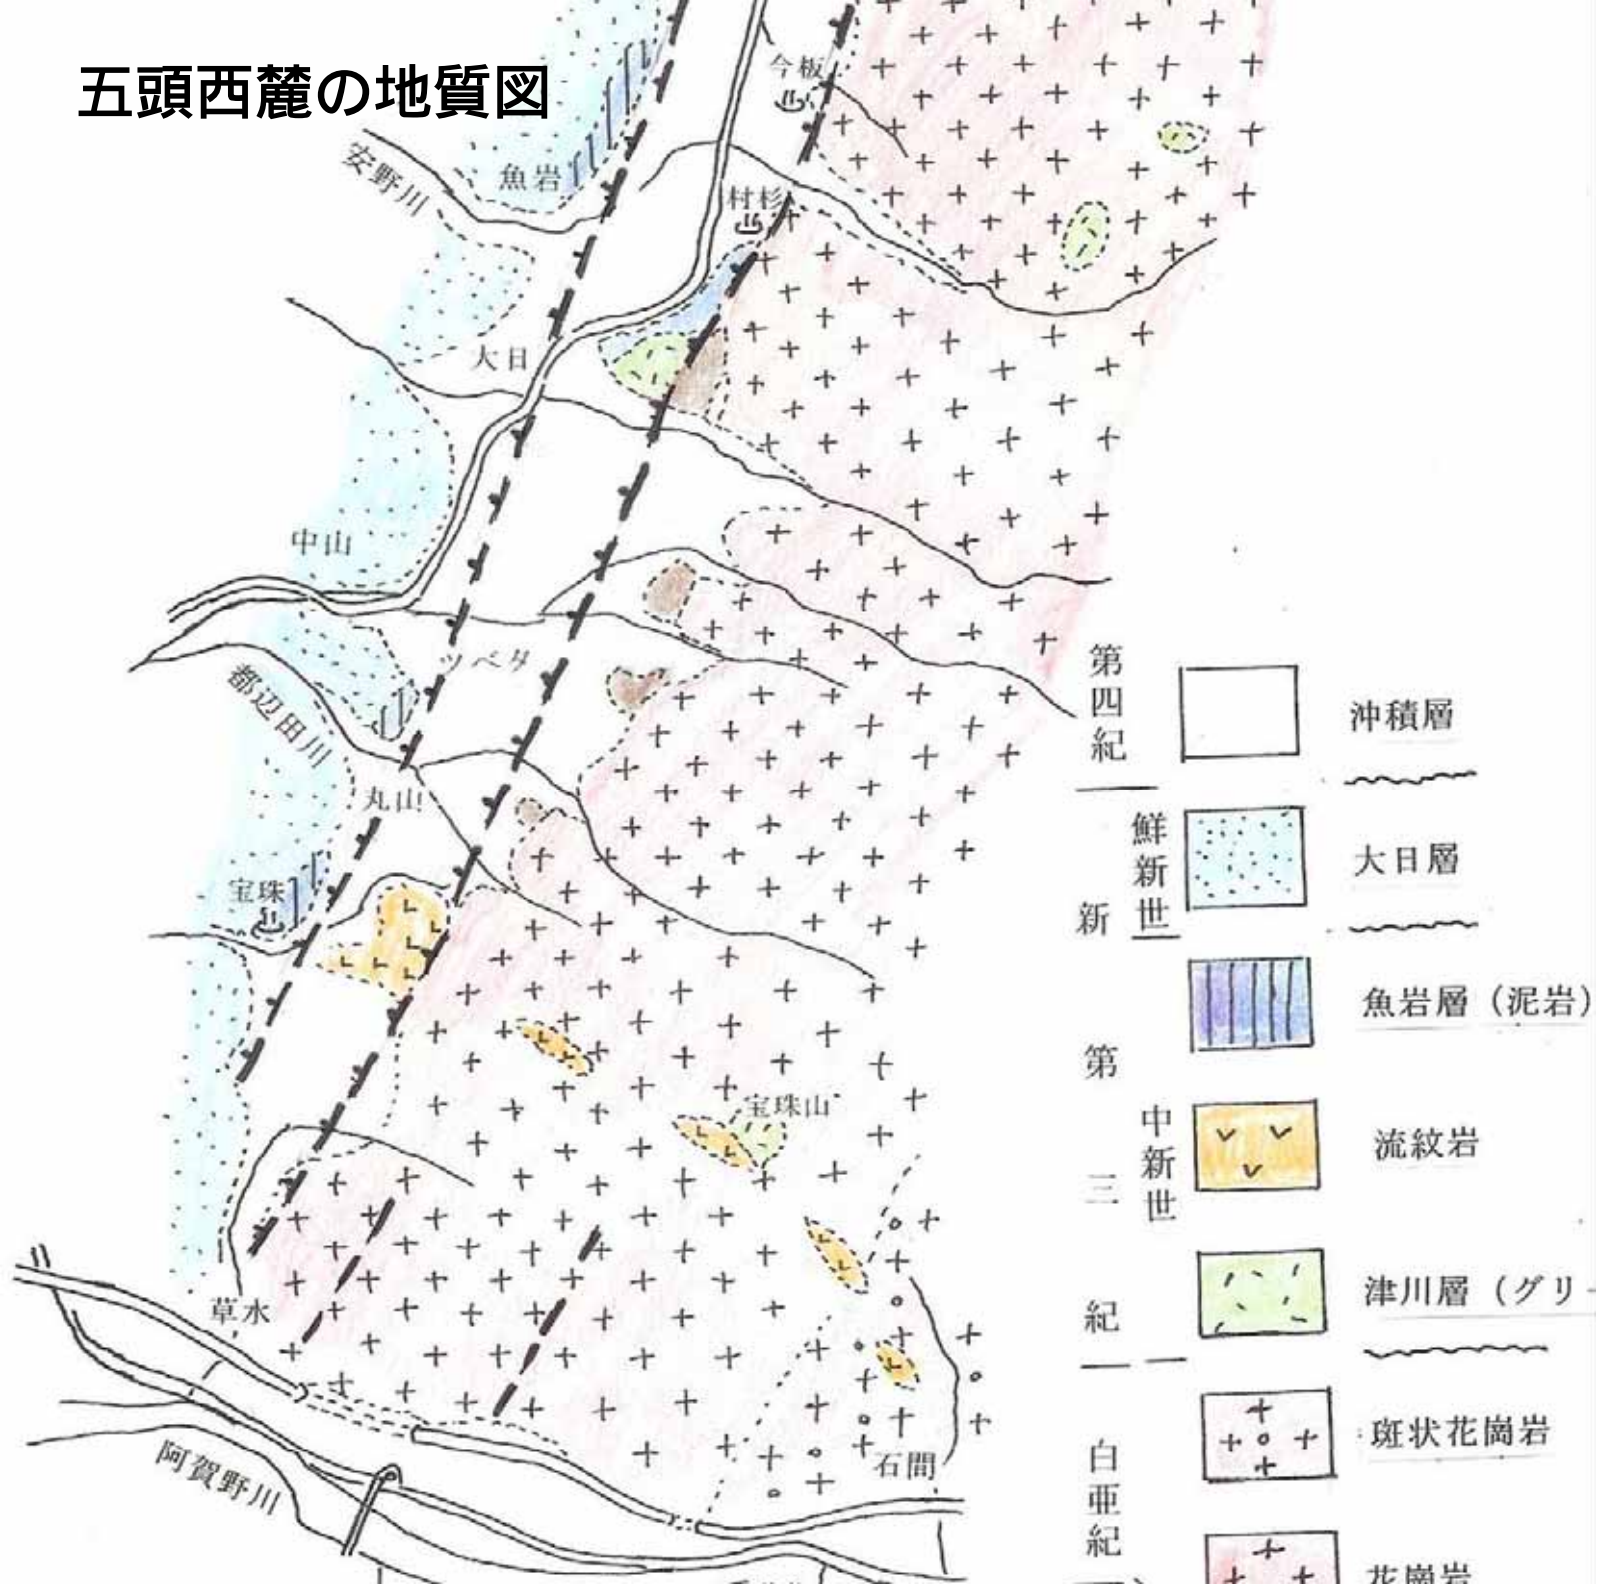 五頭西麓の地質図
今板
安野川
魚岩
村杉
大日
中山
ソベタ
都辺田川
丸山
宝珠
宝珠山
草水
石間
阿賀野川
第四紀
沖積層
新第三紀
鮮新世
大日層
魚岩層（泥岩）
中新世
流紋岩
津川層（グリー
白亜紀
斑状花崗岩
花崗岩